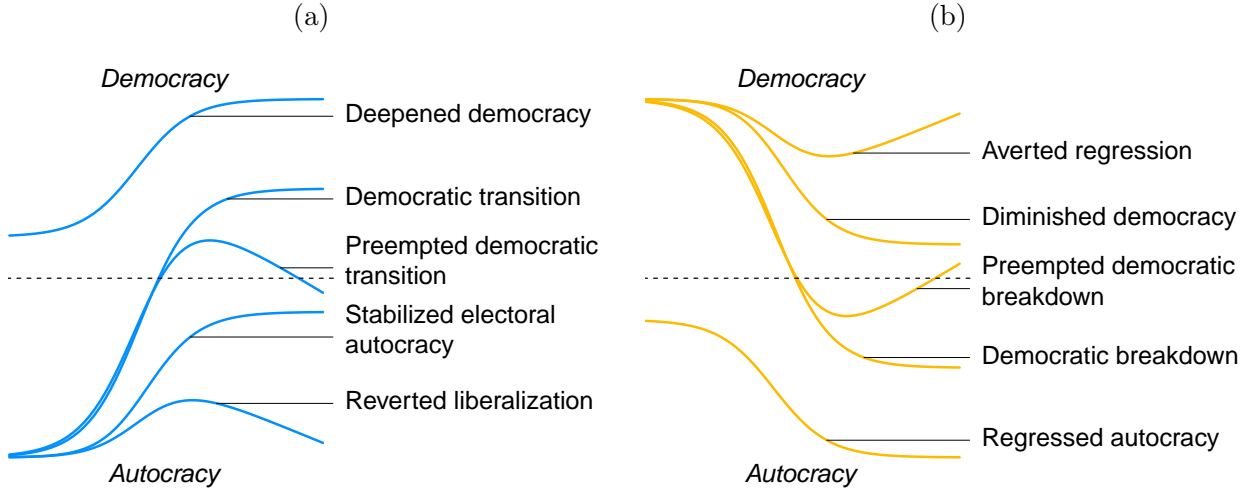 (a)
Democracy
Deepened democracy
Democratic transition
Preempted democratic
transition
Stabilized electoral
autocracy
Reverted liberalization
Autocracy
(b)
Democracy
Averted regression
Diminished democracy
Preempted democratic
breakdown
Democratic breakdown
Regressed autocracy
Autocracy